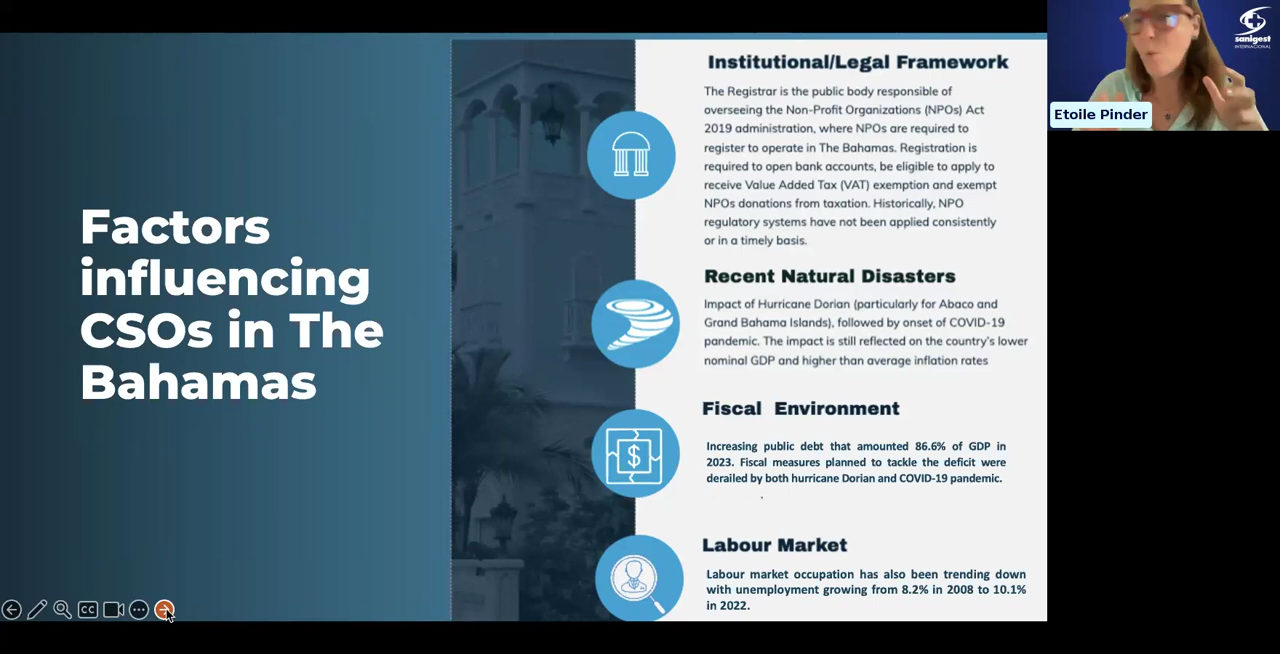 Factors
influencing
CSOs in The
Bahamas
Institutional/Legal Framework
The Registrar is the public body responsible of
overseeing the Non-Profit Organizations (NPOs) Act
2019 administration, where NPOs are required to
register to operate in The Bahamas. Registration is
required to open bank accounts, be eligible to apply to
receive Value Added Tax (VAT) exemption and exempt
NPOs donations from taxation. Historically, NPO
regulatory systems have not been applied consistently
or in a timely basis.
Recent Natural Disasters
Impact of Hurricane Dorian (particularly for Abaco and
Grand Bahama Islands), followed by onset of COVID-19
pandemic. The impact is still reflected on the country's lower
nominal GDP and higher than average inflation rates
Fiscal Environment
Increasing public debt that amounted 86.6% of GDP in
2023. Fiscal measures planned to tackle the deficit were
derailed by both hurricane Dorian and COVID-19 pandemic.
.
Labour Market
Labour market occupation has also been trending down
with unemployment growing from 8.2% in 2008 to 10.1%
in 2022.
$
CC
sanigest
INTERNACIONAL
Etoile Pinder